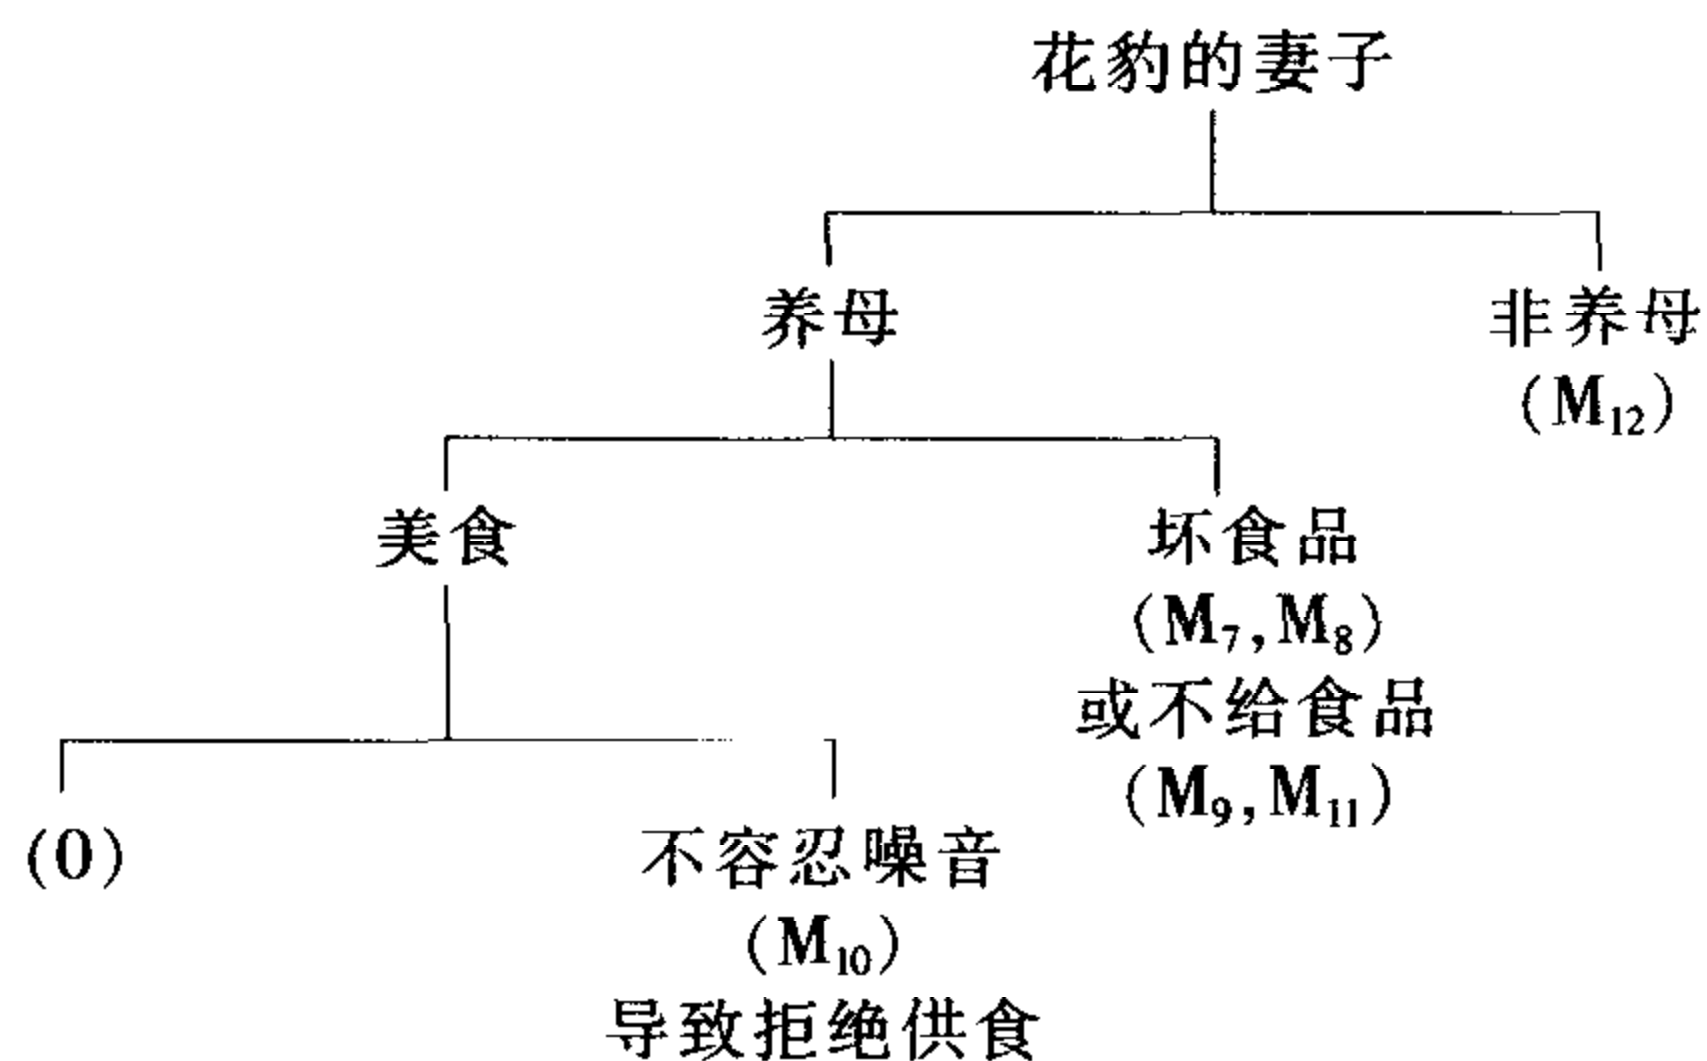 花豹的妻子
养母
非养母
(M₁₂)
美食
坏食品
(M₇,M₈)
或不给食品
(M₉,M₁₁)
(0)
不容忍噪音
(M₁₀)
导致拒绝供食